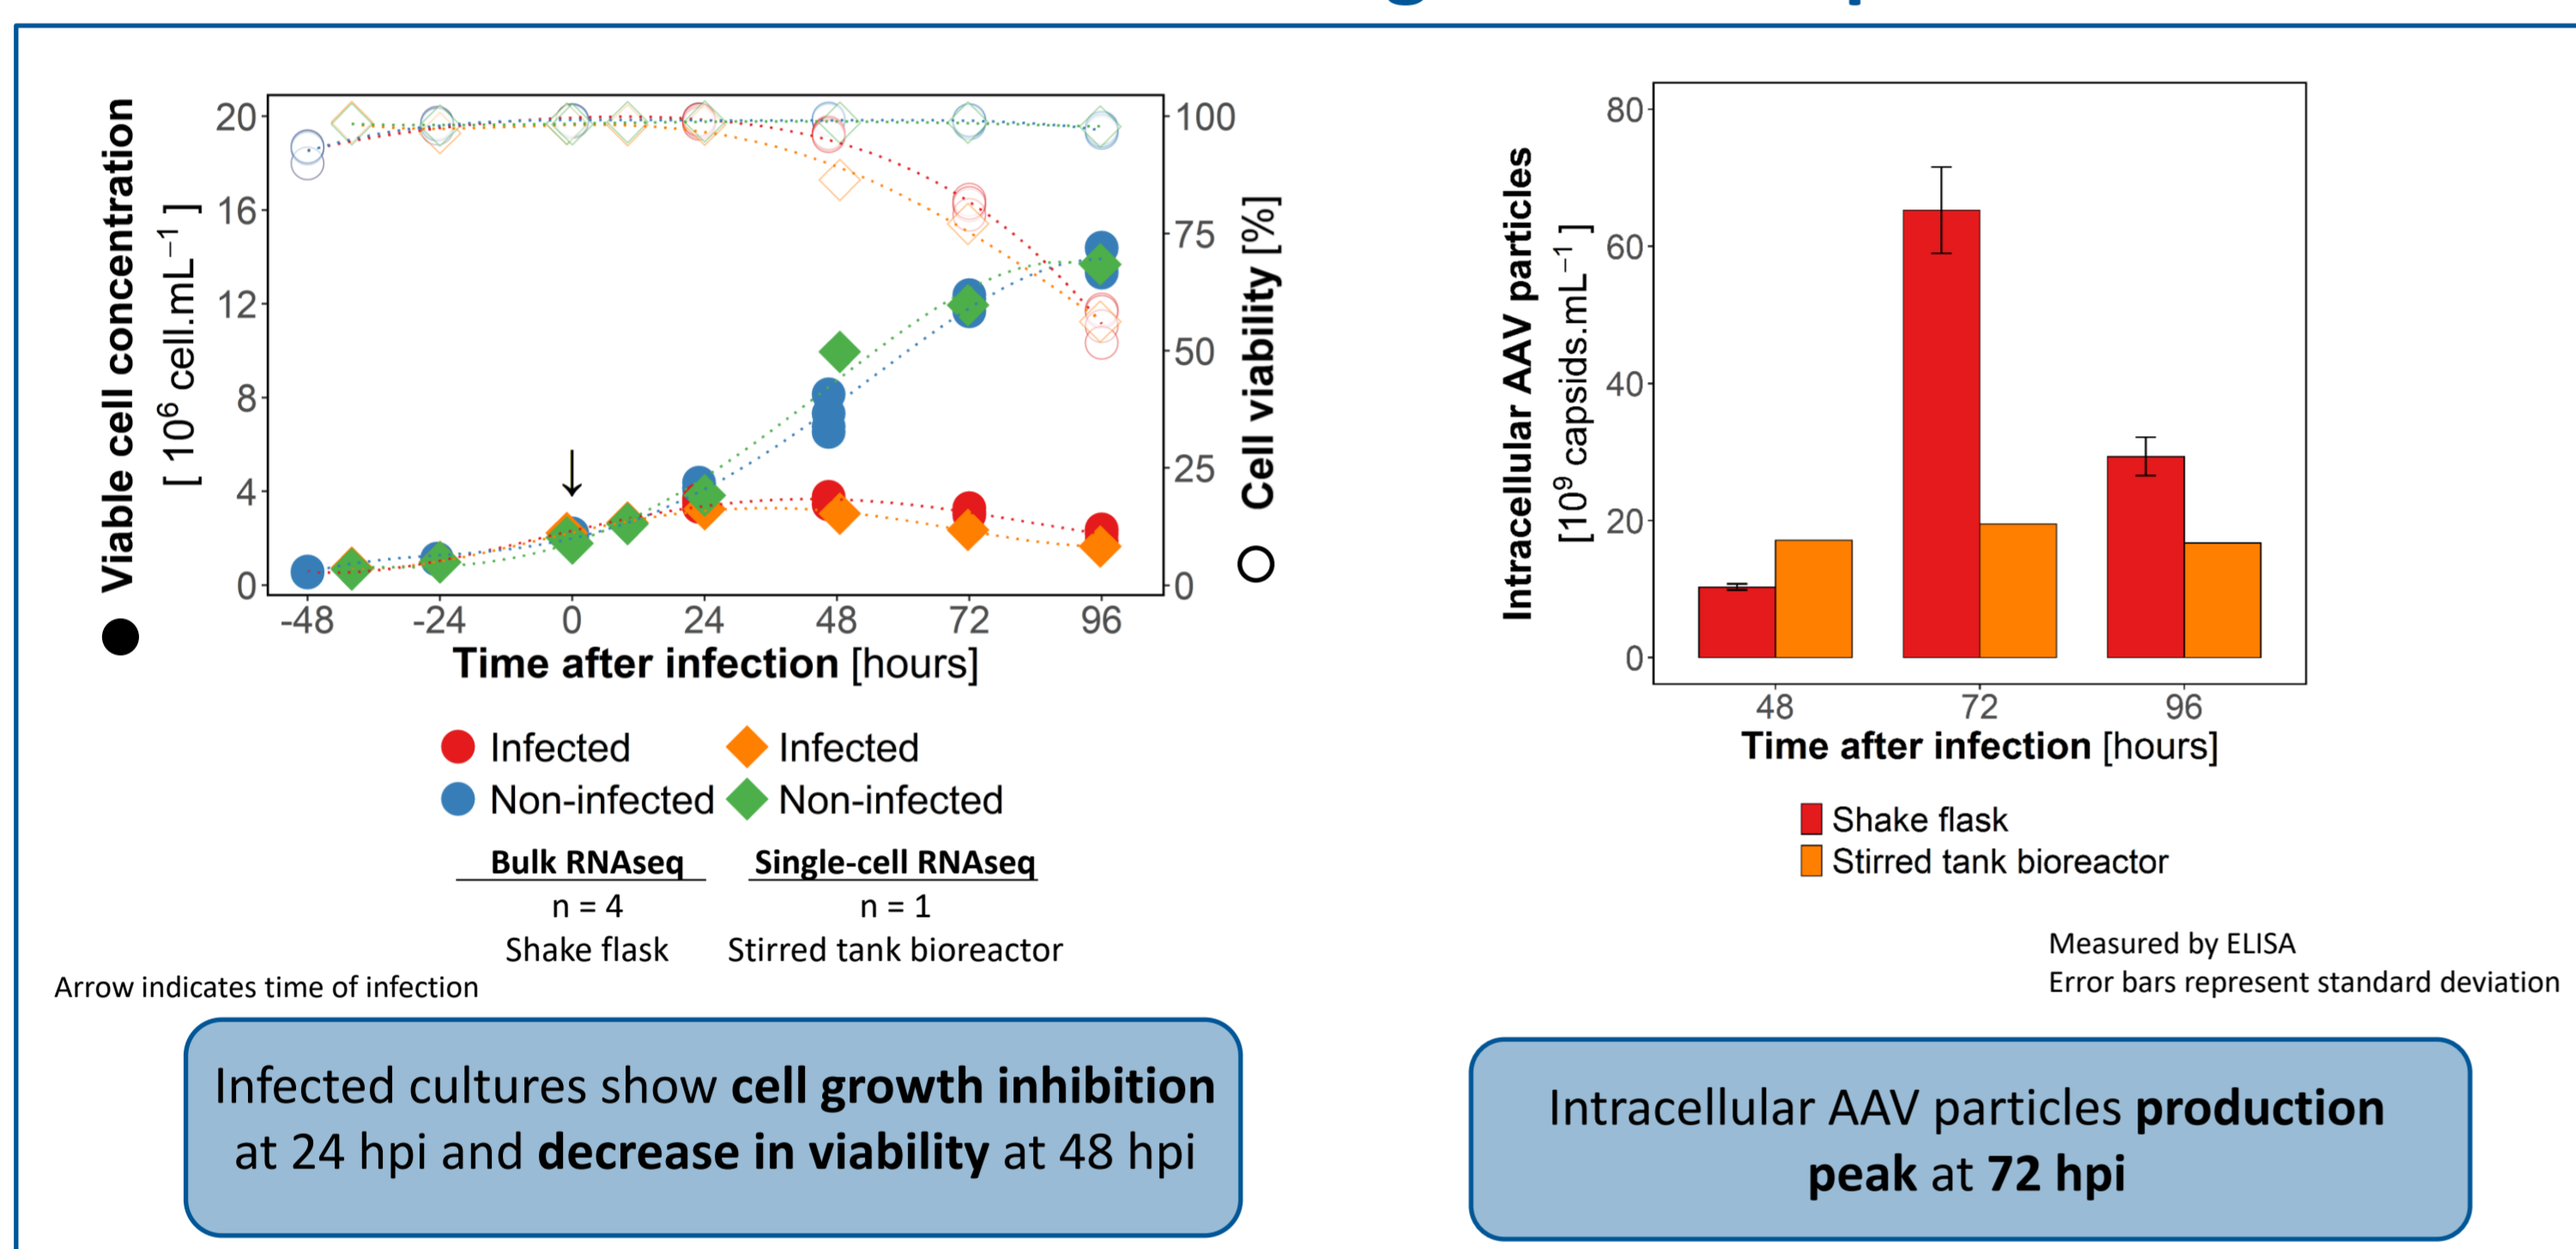 Viable cell concentration
[ 10⁶ cell.mL⁻¹ ]
20
16
12
8
4
0
100
75
50
25
0
Cell viability [%]
-48 -24 0 24 48 72 96
Time after infection [hours]
Infected Infected
Non-infected Non-infected
Bulk RNAseq Single-cell RNAseq
n = 4 n = 1
Shake flask Stirred tank bioreactor
Arrow indicates time of infection
Infected cultures show cell growth inhibition
at 24 hpi and decrease in viability at 48 hpi
Intracellular AAV particles
[10⁹ capsids.mL⁻¹ ]
80
60
40
20
0
48 72 96
Time after infection [hours]
Shake flask
Stirred tank bioreactor
Measured by ELISA
Error bars represent standard deviation
Intracellular AAV particles production
peak at 72 hpi